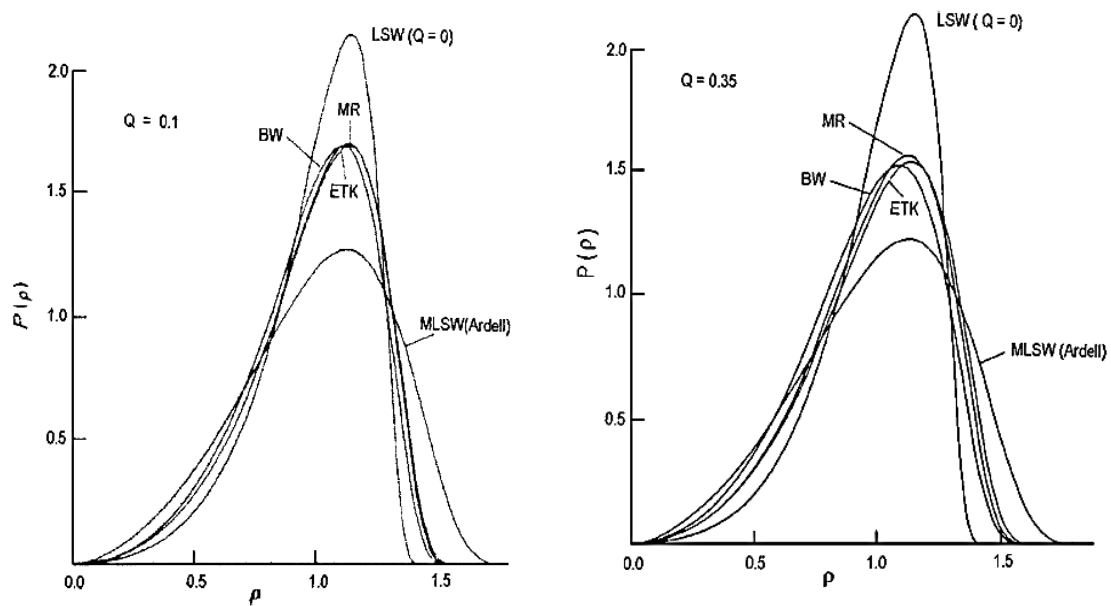 LSW (Q = 0)
2.0
Q = 0.1
MR
BW
ETK
1.5
P(ρ)
1.0
MLSW(Ardell)
0.5
0.0 0.5 1.0 1.5
ρ
LSW ( Q = 0)
2.0
Q = 0.35
MR
BW
1.5
ETK
P(ρ)
1.0
MLSW (Ardell)
0.5
0.0 0.5 1.0 1.5
ρ